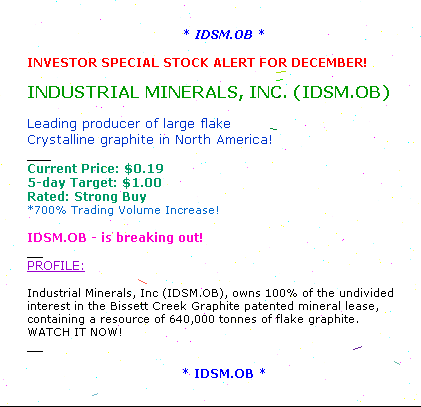 * IDSM.OB *
INVESTOR SPECIAL STOCK ALERT FOR DECEMBER!
INDUSTRIAL MINERALS, INC. (IDSM.OB)
Leading producer of large flake
Crystalline graphite in North America!
Current Price: $0.19
5-day Target: $1.00
Rated: Strong Buy
*700% Trading Volume Increase!
IDSM.OB - is breaking out!
PROFILE:
Industrial Minerals, Inc (IDSM.OB), owns 100% of the undivided
interest in the Bissett Creek Graphite patented mineral lease,
containing a resource of 640,000 tonnes of flake graphite.
WATCH IT NOW!
* IDSM.OB *